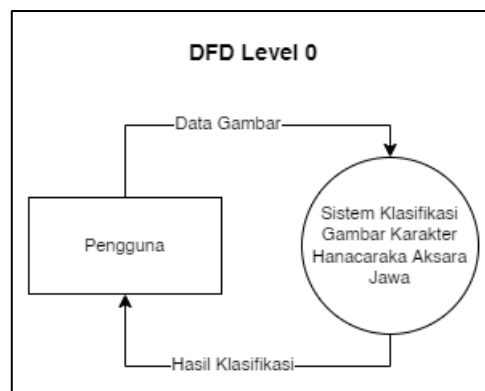 DFD Level 0
Data Gambar
Pengguna
Sistem Klasifikasi
Gambar Karakter
Hanacaraka Aksara
Jawa
Hasil Klasifikasi